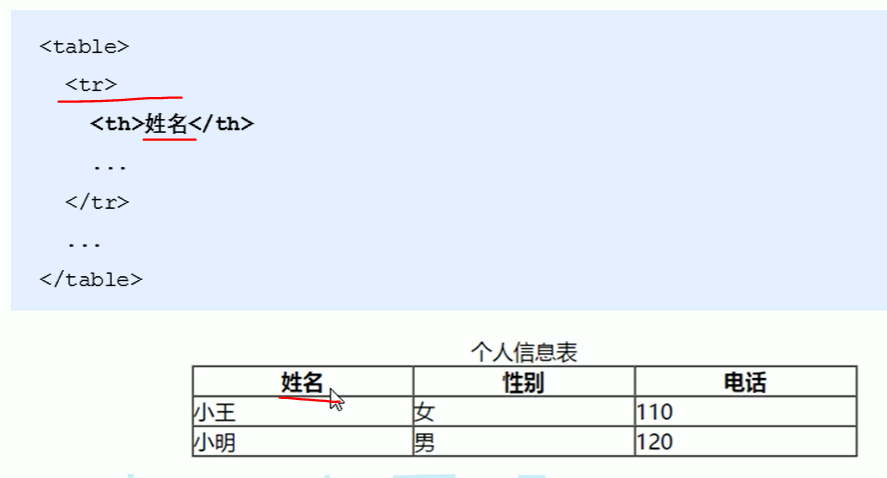 <table>
<tr>
<th>姓名</th>
...
</tr>
...
</table>
个人信息表
姓名 性别 电话
小王 女 110
小明 男 120